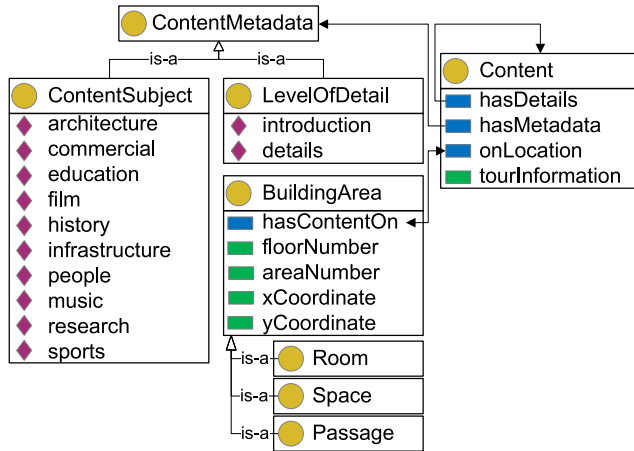 ContentMetadata
is-a
is-a
ContentSubject
architecture
commercial
education
film
history
infrastructure
people
music
research
sports
LevelOfDetail
introduction
details
Content
hasDetails
hasMetadata
onLocation
tourInformation
BuildingArea
hasContentOn
floorNumber
areaNumber
xCoordinate
yCoordinate
is-a
Room
is-a
Space
is-a
Passage